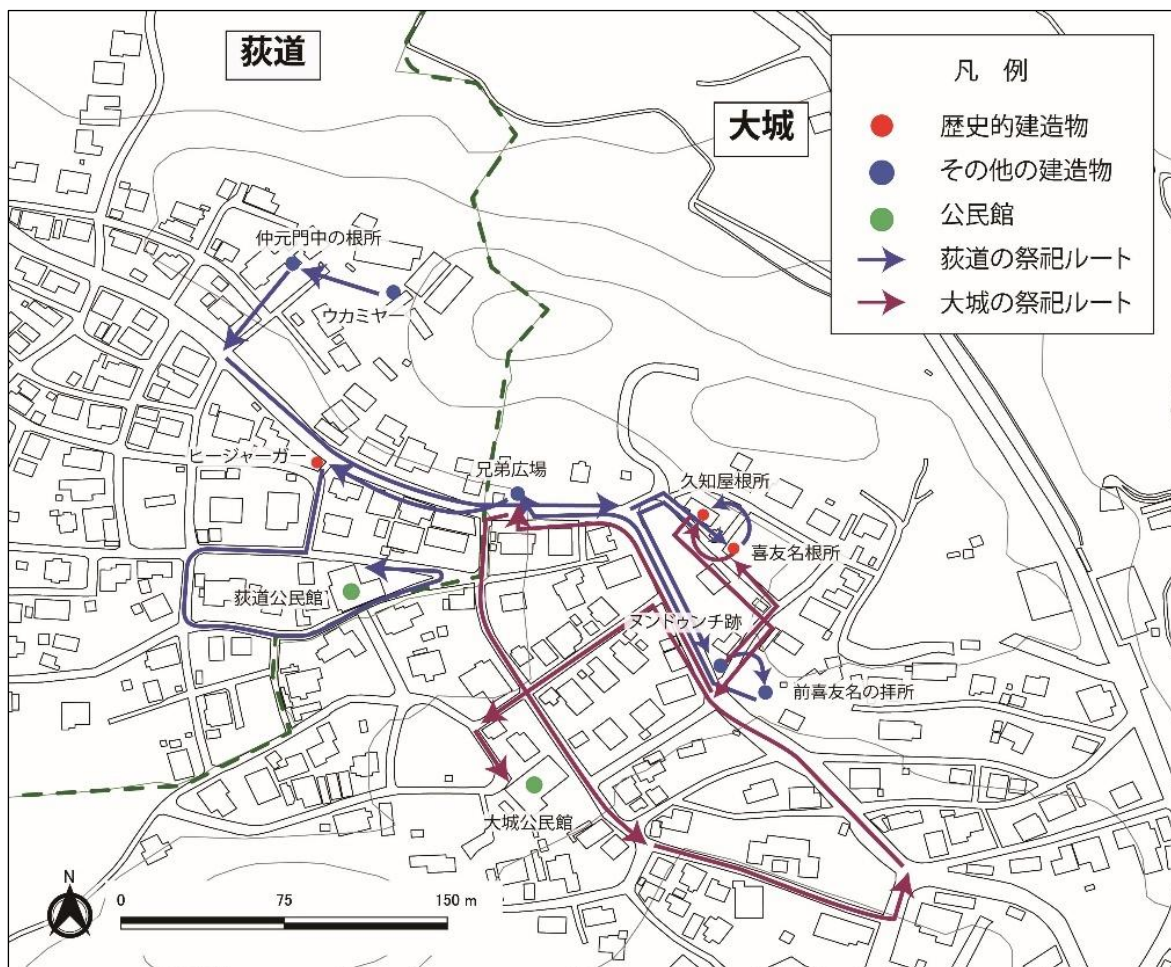 荻道
大城
凡 例
歴史的建造物
その他の建造物
公民館
荻道の祭祀ルート
大城の祭祀ルート
仲元門中の根所
ウカミヤー
ヒージャーガー
兄弟広場
久知屋根所
喜友名根所
荻道公民館
ヌンドゥンチ跡
前喜友名の拝所
大城公民館
N
0 75 150 m